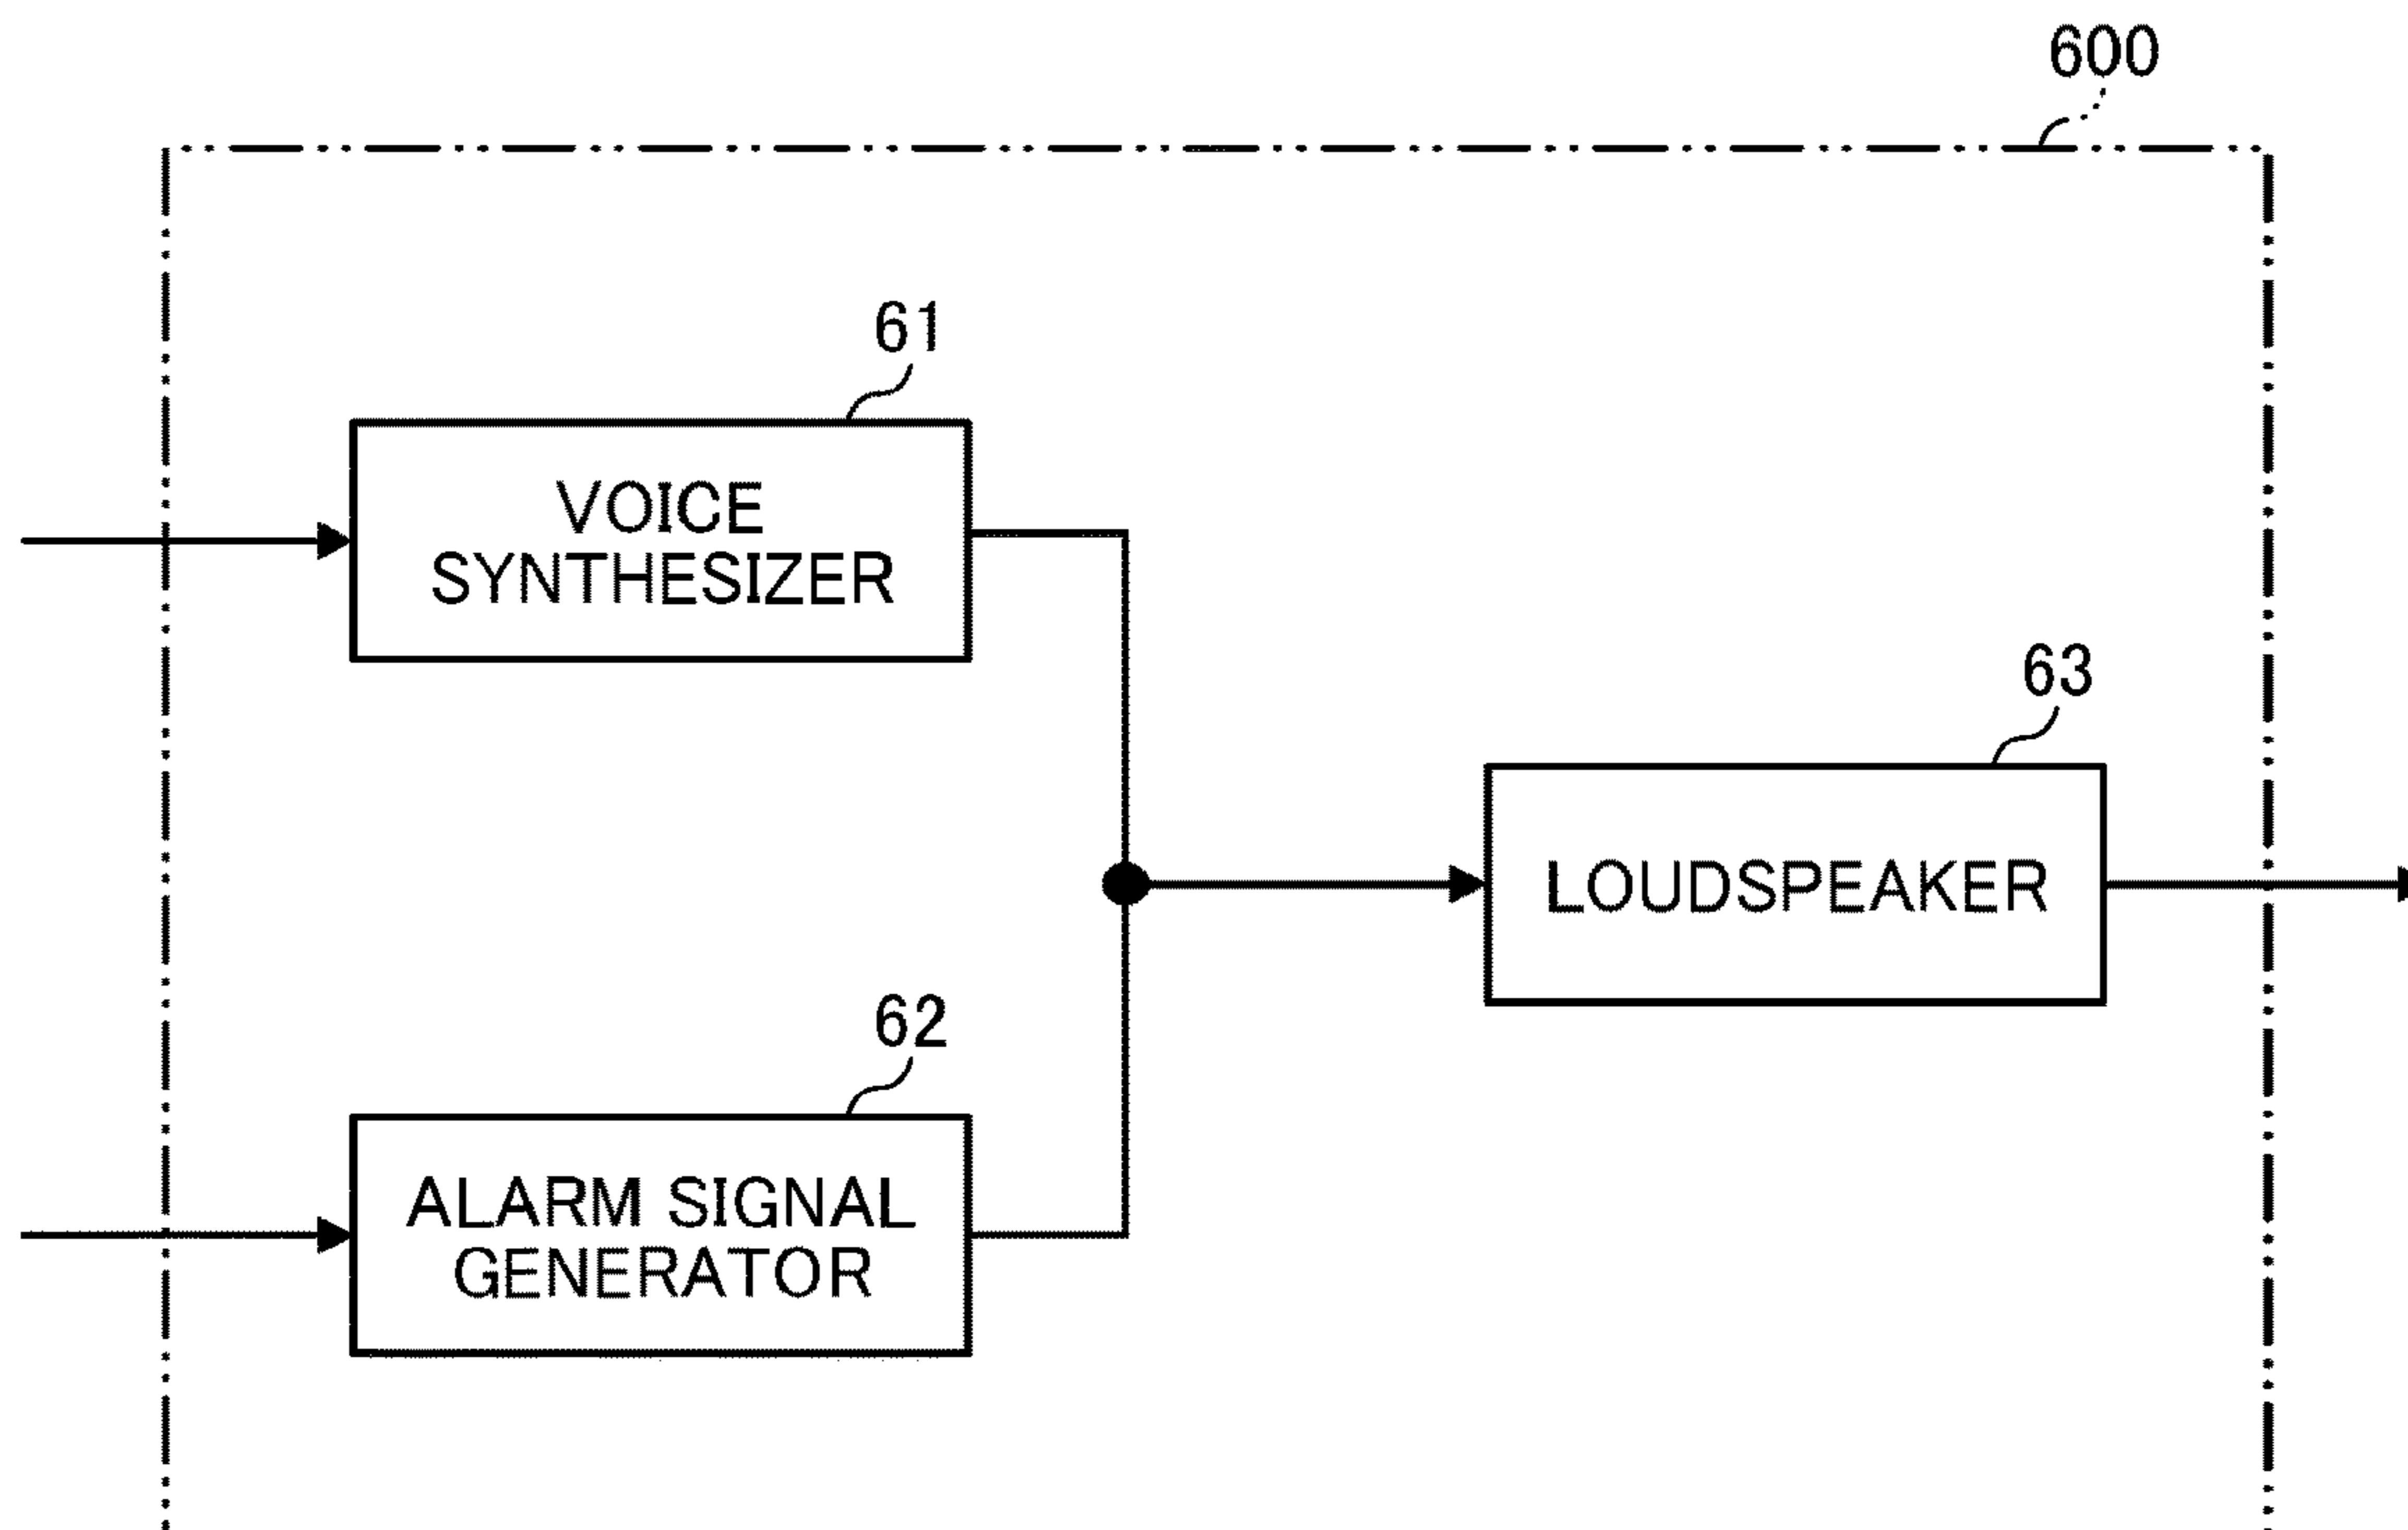 600
61
VOICE
SYNTHESIZER
63
LOUDSPEAKER
62
ALARM SIGNAL
GENERATOR